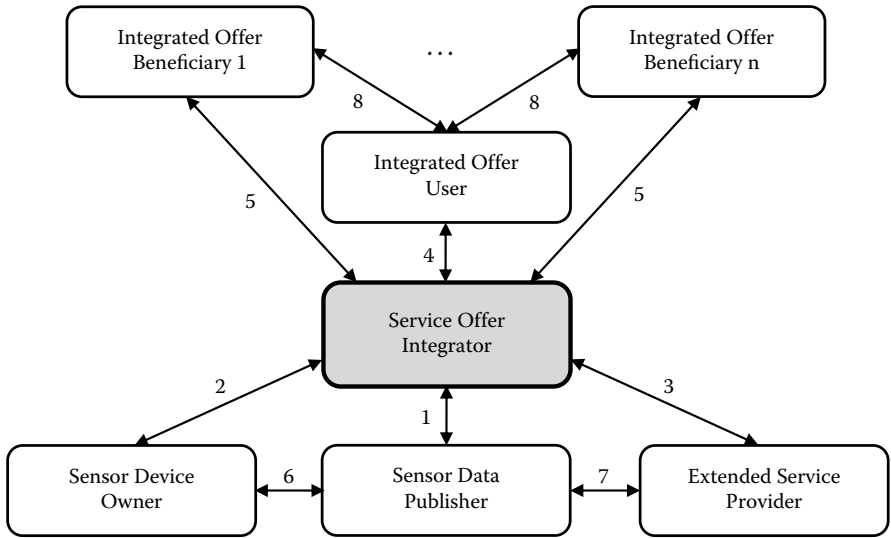 Integrated Offer
Beneficiary 1
...
Integrated Offer
Beneficiary n
8
8
Integrated Offer
User
5
5
4
Service Offer
Integrator
2
3
1
Sensor Device
Owner
6
Sensor Data
Publisher
7
Extended Service
Provider